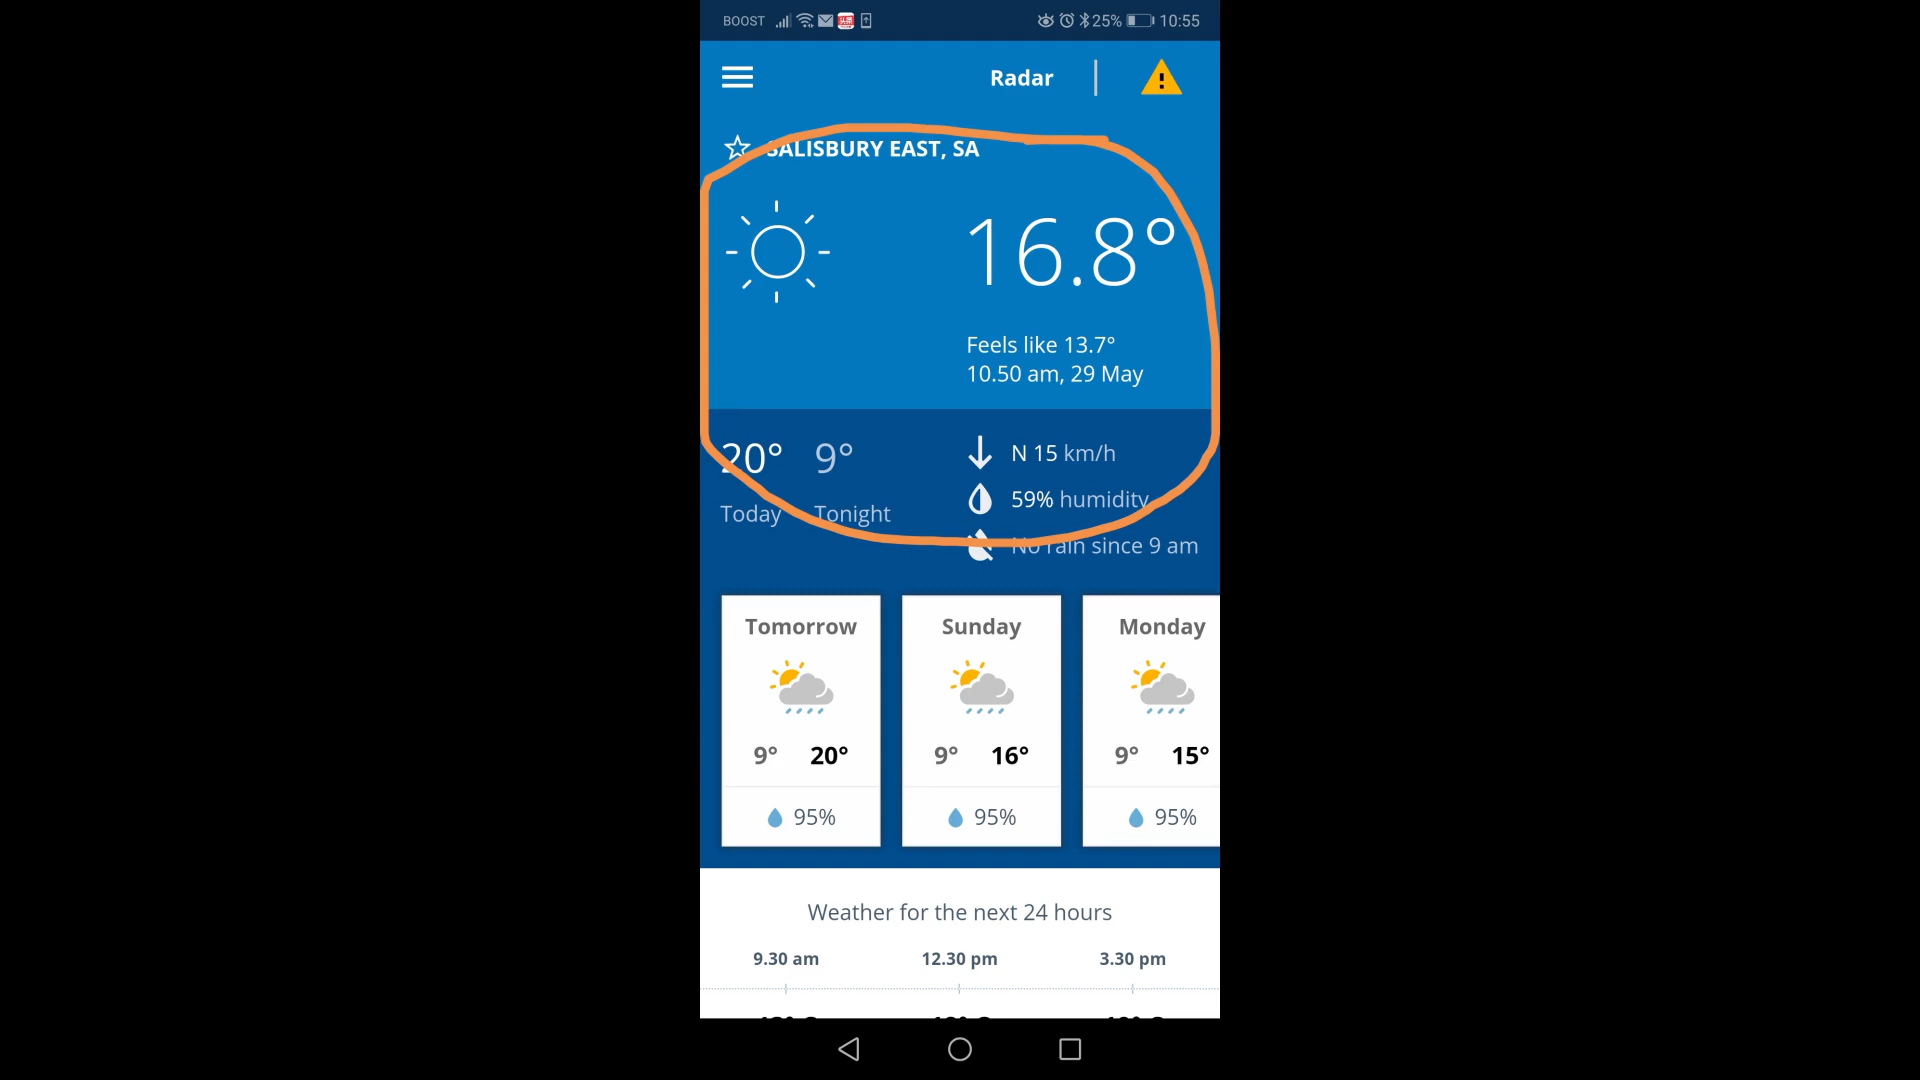 BOOST 25% 10:55
Radar
SALISBURY EAST, SA
16.8°
Feels like 13.7°
10.50 am, 29 May
20° 9°
Today Tonight
N 15 km/h
59% humidity
No rain since 9 am
Tomorrow Sunday Monday
9° 20° 9° 16° 9° 15°
95% 95% 95%
Weather for the next 24 hours
9.30 am 12.30 pm 3.30 pm